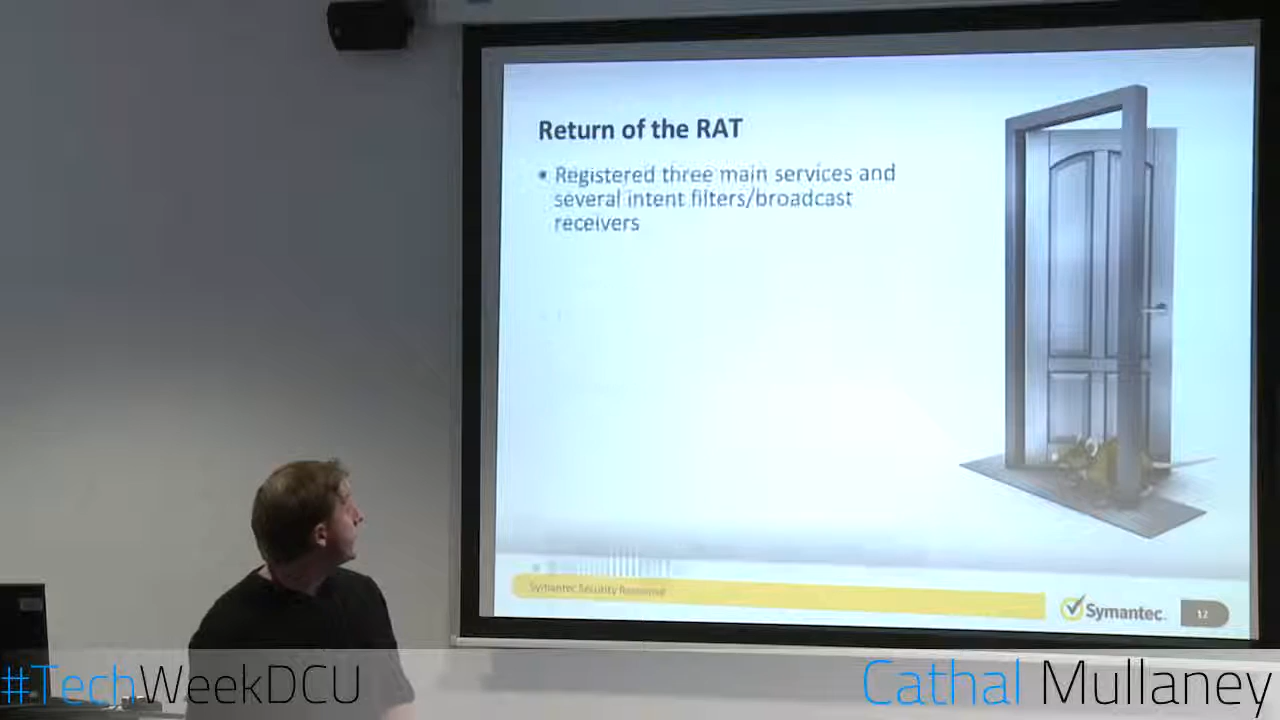 Return of the RAT
• Registered three main services and
several intent filters/broadcast
receivers
Symantec Security Response
Symantec.
12
#TechWeekDCU
Cathal Mullaney